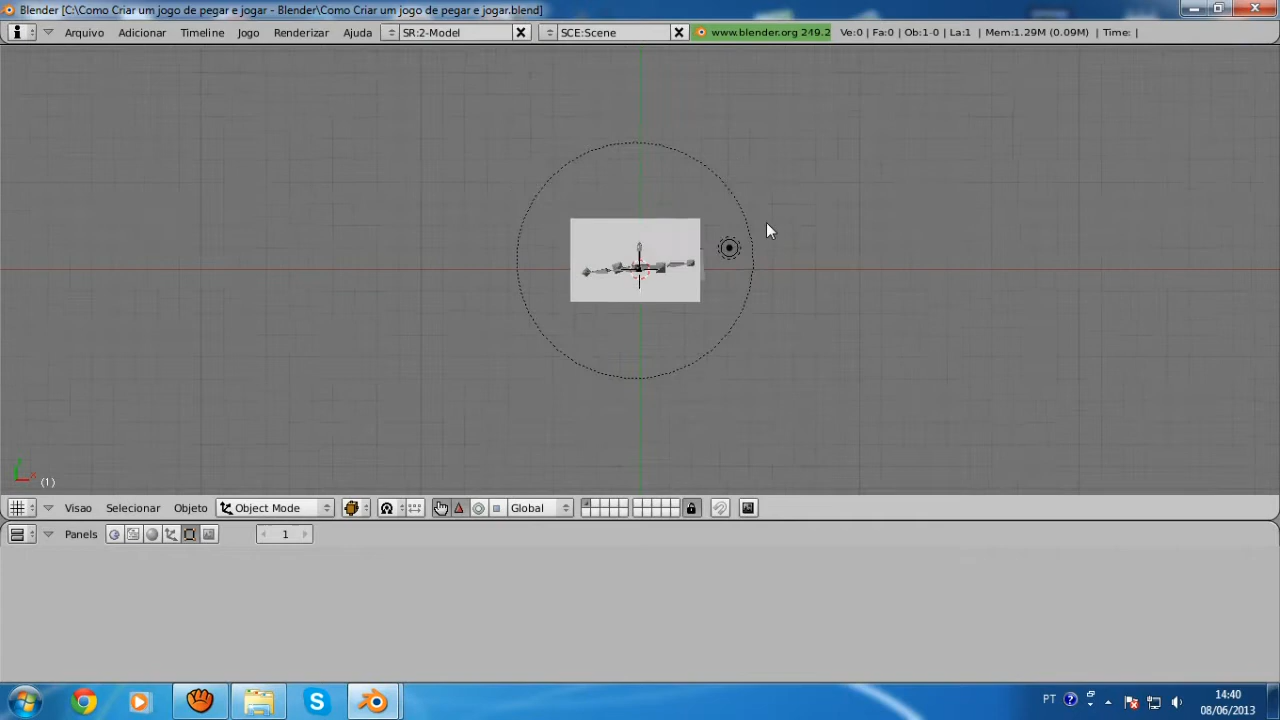 Blender [C:\Como Criar um jogo de pegar e jogar - Blender\Como Criar um jogo de pegar e jogar.blend]
Arquivo Adicionar Timeline Jogo Renderizar Ajuda SR:2-Model SCE:Scene www.blender.org 249.2 Ve:0 | Fa:0 | Ob:1-0 | La:1 | Mem:1.29M (0.09M) | Time: |
x
(1)
Visao Selecionar Objeto Object Mode Global
Panels 1
PT
14:40
08/06/2013